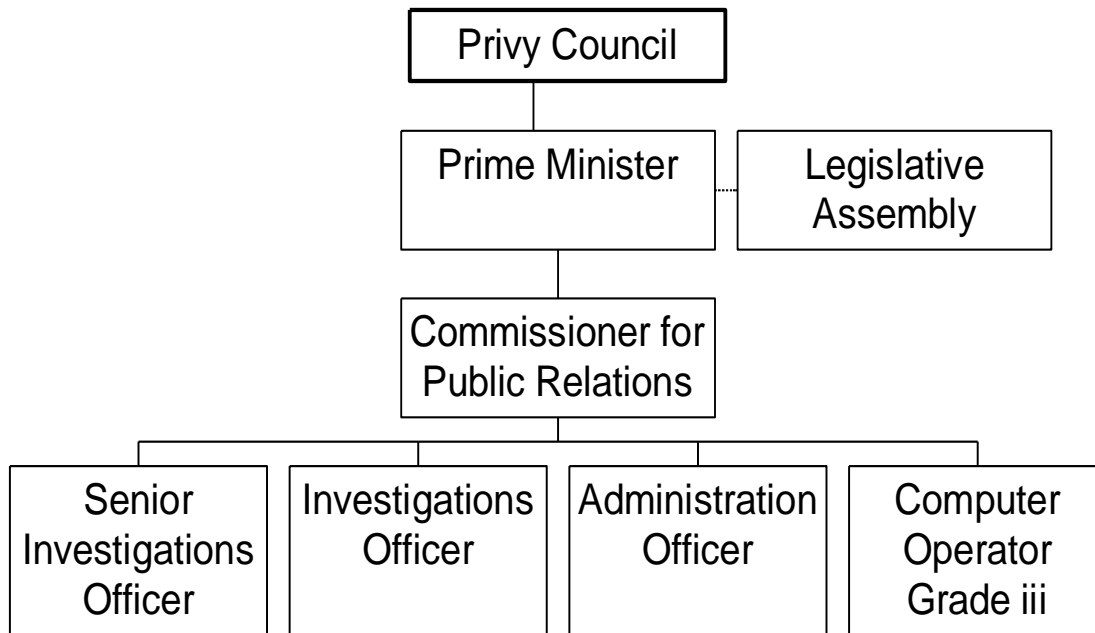 Privy Council
Prime Minister
Legislative
Assembly
Commissioner for
Public Relations
Senior
Investigations
Officer
Investigations
Officer
Administration
Officer
Computer
Operator
Grade iii